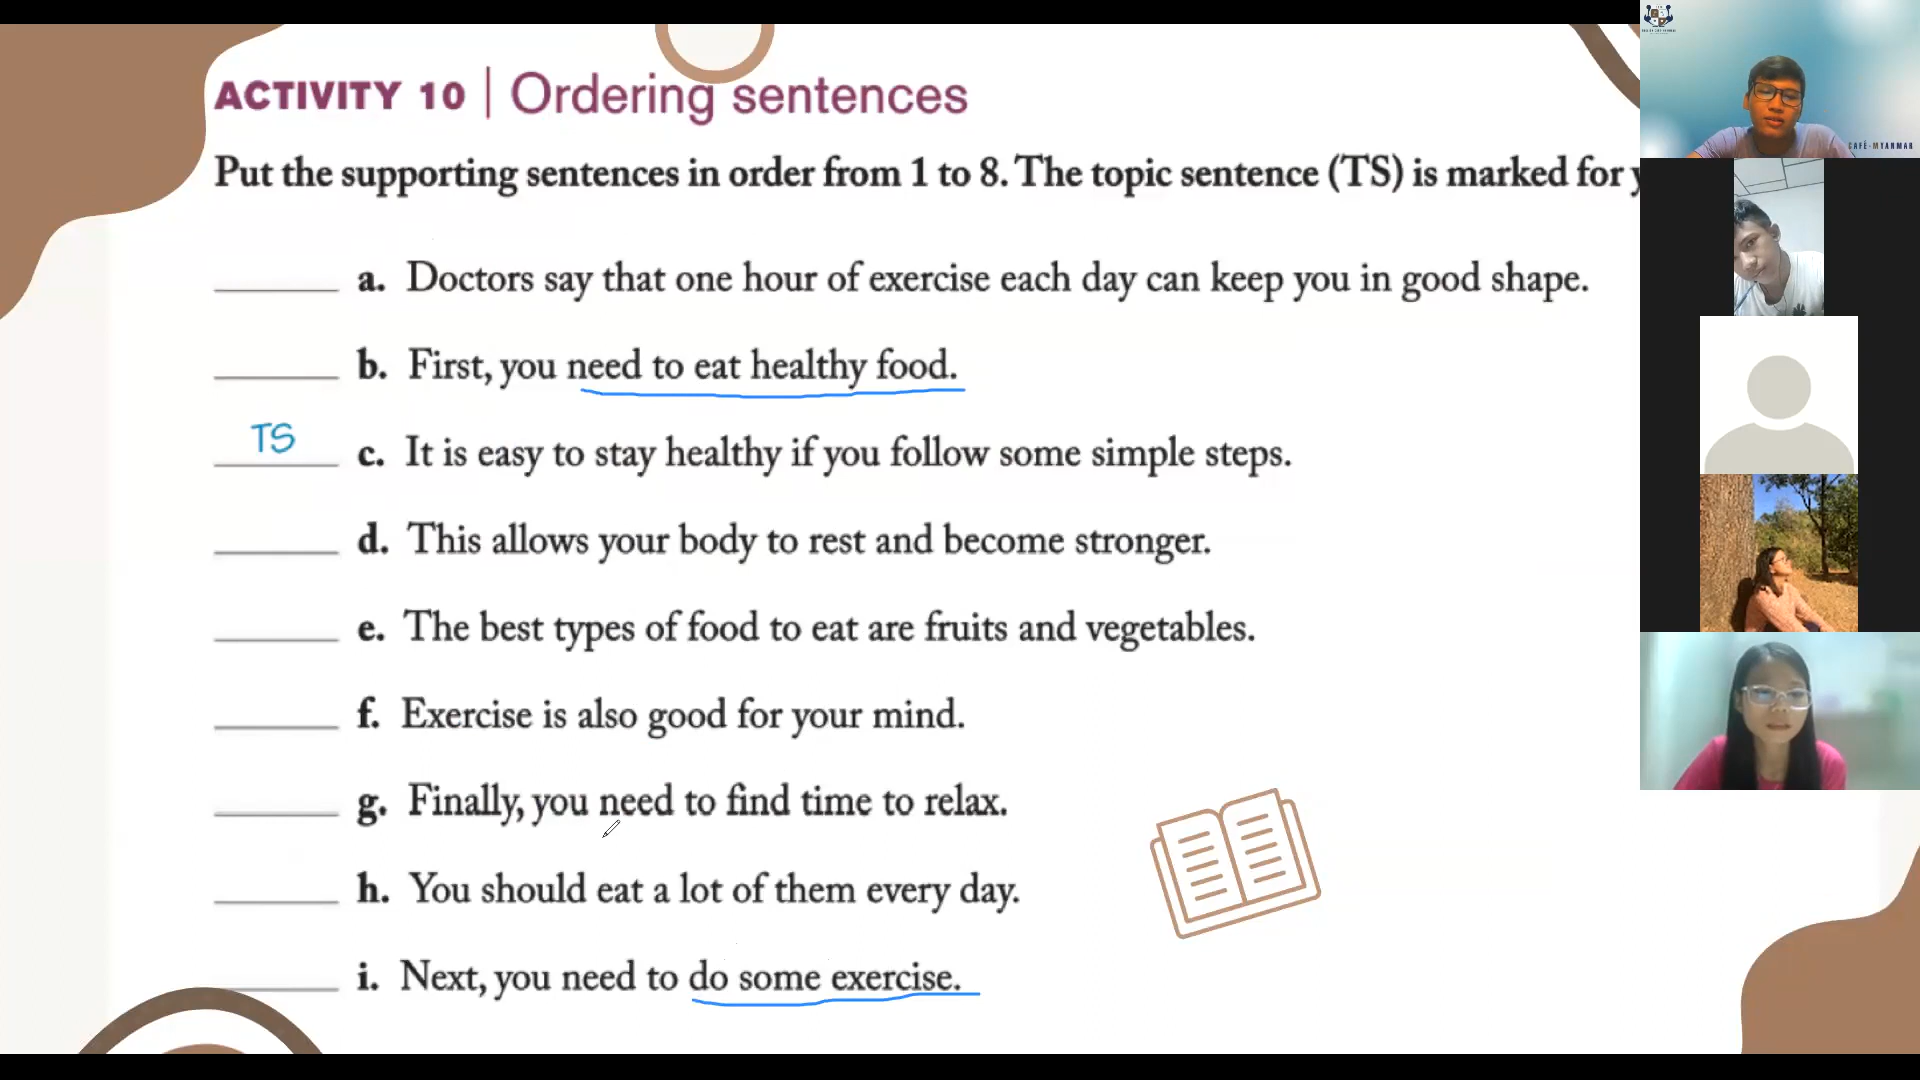 ACTIVITY 10 | Ordering sentences
Put the supporting sentences in order from 1 to 8. The topic sentence (TS) is marked for
a. Doctors say that one hour of exercise each day can keep you in good shape.
b. First, you need to eat healthy food.
TS c. It is easy to stay healthy if you follow some simple steps.
d. This allows your body to rest and become stronger.
e. The best types of food to eat are fruits and vegetables.
f. Exercise is also good for your mind.
g. Finally, you need to find time to relax.
h. You should eat a lot of them every day.
i. Next, you need to do some exercise.
CAFÉ-MYANMAR